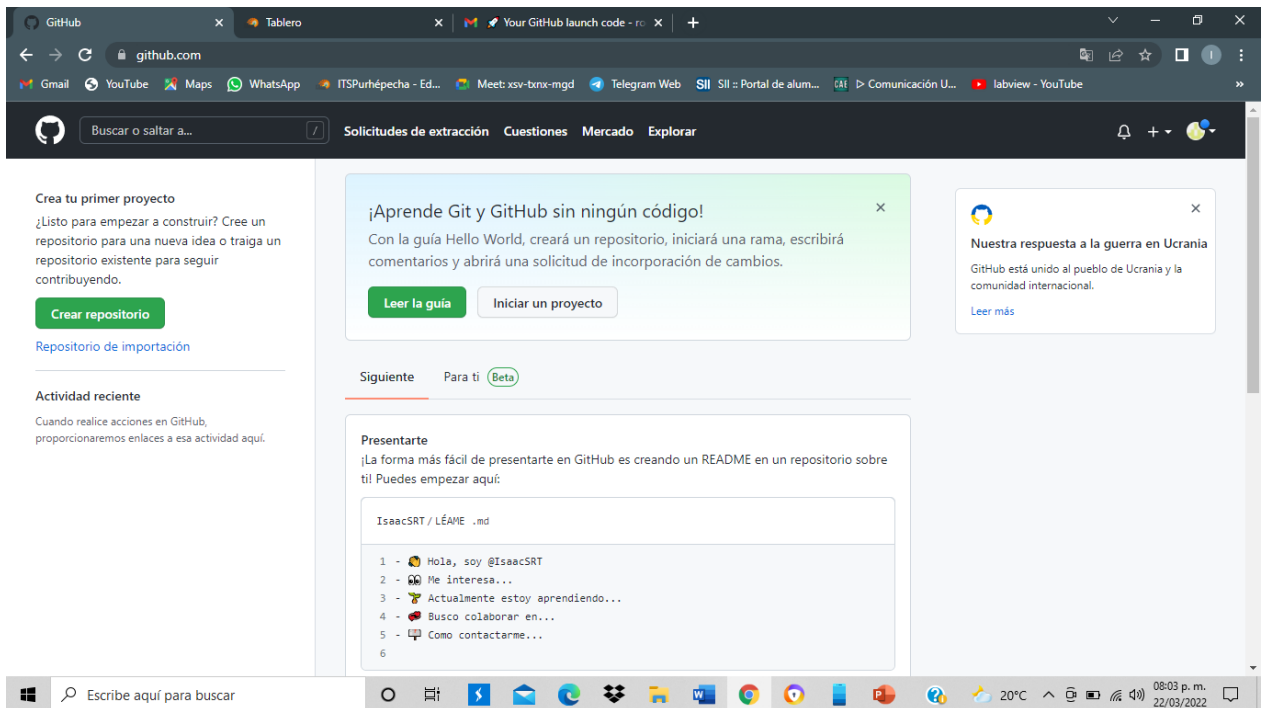 GitHub
Tablero
Your GitHub launch code - ro
github.com
Gmail YouTube Maps WhatsApp ITSPurhépecha - Ed... Meet: xsv-txnx-mgd Telegram Web SII SII :: Portal de alum... CAE ▷ Comunicación U... labview - YouTube »
Buscar o saltar a... /
Solicitudes de extracción Cuestiones Mercado Explorar
Crea tu primer proyecto
¿Listo para empezar a construir? Cree un
repositorio para una nueva idea o traiga un
repositorio existente para seguir
contribuyendo.
Crear repositorio
Repositorio de importación
Actividad reciente
Cuando realice acciones en GitHub,
proporcionaremos enlaces a esa actividad aquí.
¡Aprende Git y GitHub sin ningún código!
Con la guía Hello World, creará un repositorio, iniciará una rama, escribirá
comentarios y abrirá una solicitud de incorporación de cambios.
Leer la guía Iniciar un proyecto
Siguiente Para ti Beta
Presentarte
¡La forma más fácil de presentarte en GitHub es creando un README en un repositorio sobre
ti! Puedes empezar aquí:
IsaacSRT / LÉAME .md
1 - 👋 Hola, soy @IsaacSRT
2 - 👀 Me interesa...
3 - 🌱 Actualmente estoy aprendiendo...
4 - 💞️ Busco colaborar en...
5 - 📫 Como contactarme...
6
Nuestra respuesta a la guerra en Ucrania
GitHub está unido al pueblo de Ucrania y la
comunidad internacional.
Leer más
Escribe aquí para buscar
20°C
08:03 p. m.
22/03/2022